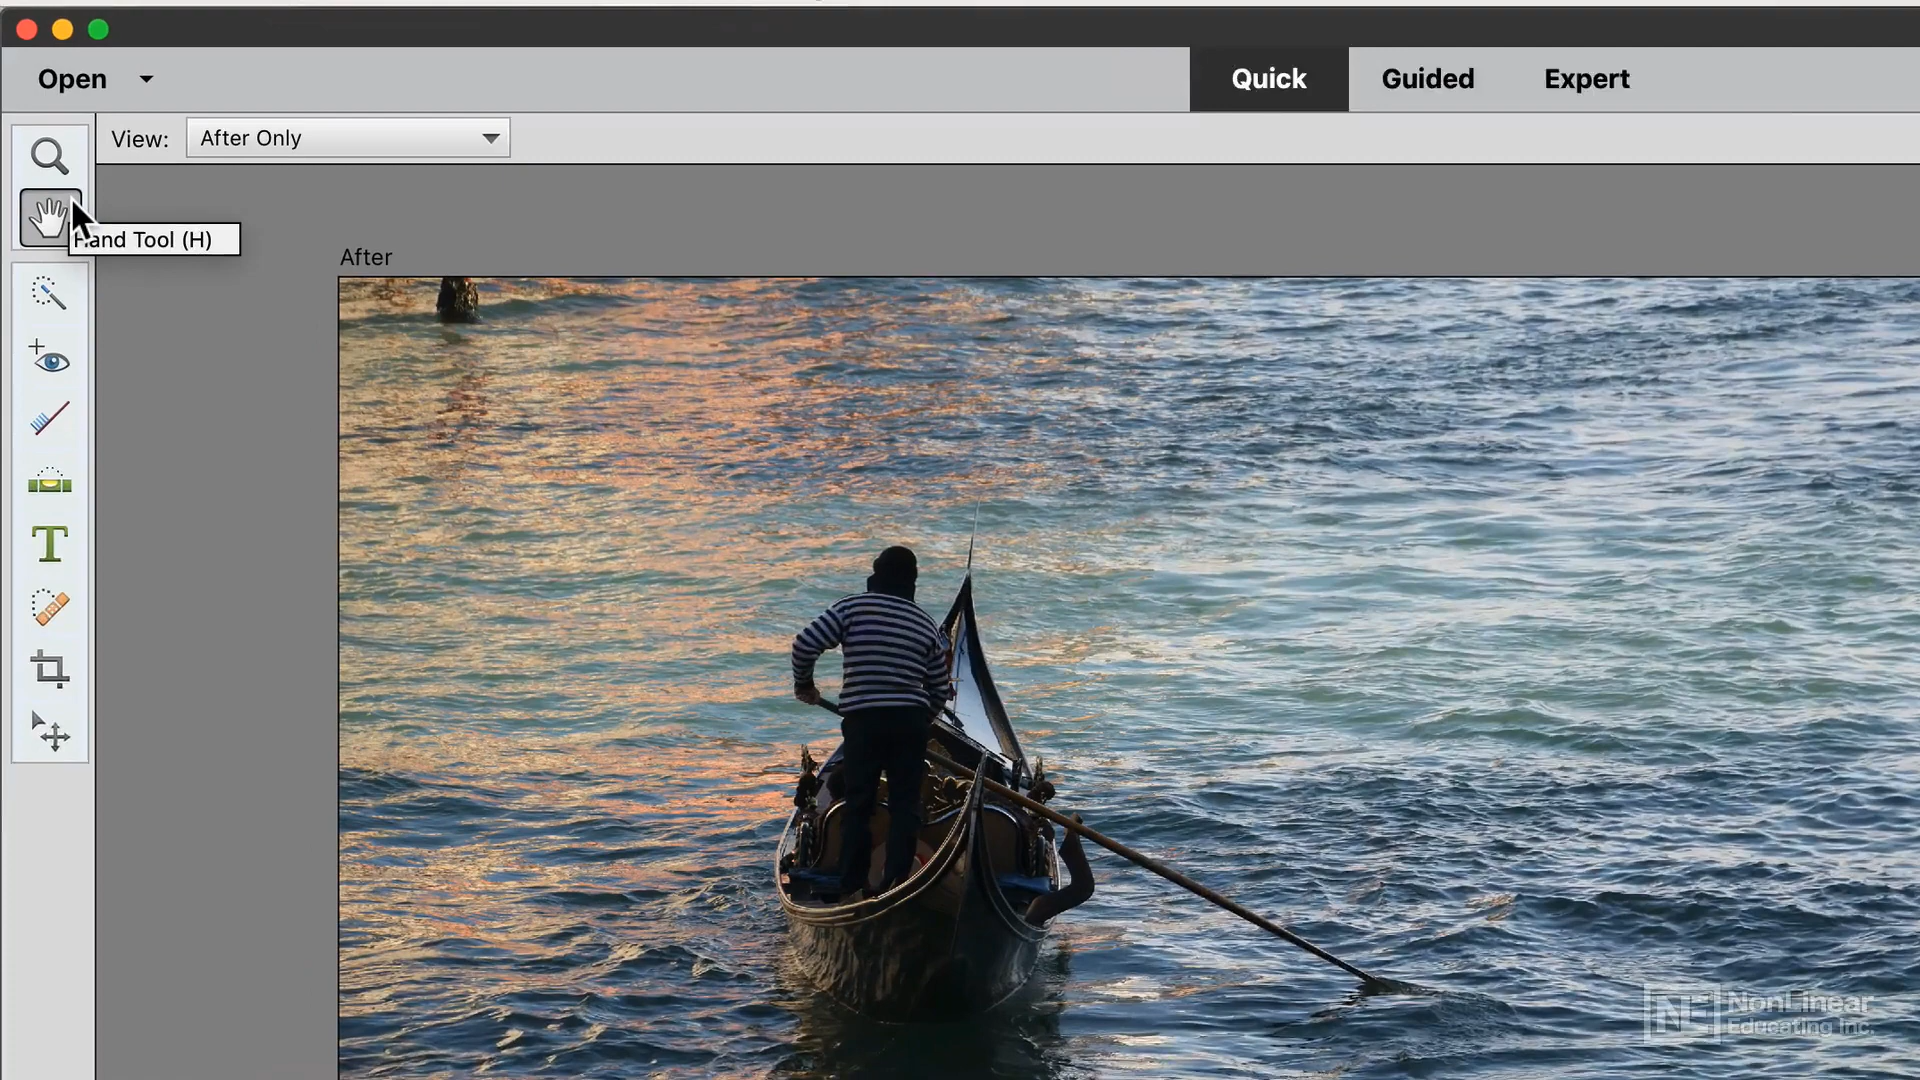 Open
Quick
Guided
Expert
View:
After Only
Hand Tool (H)
After
T
NonLinear
Educating Inc.